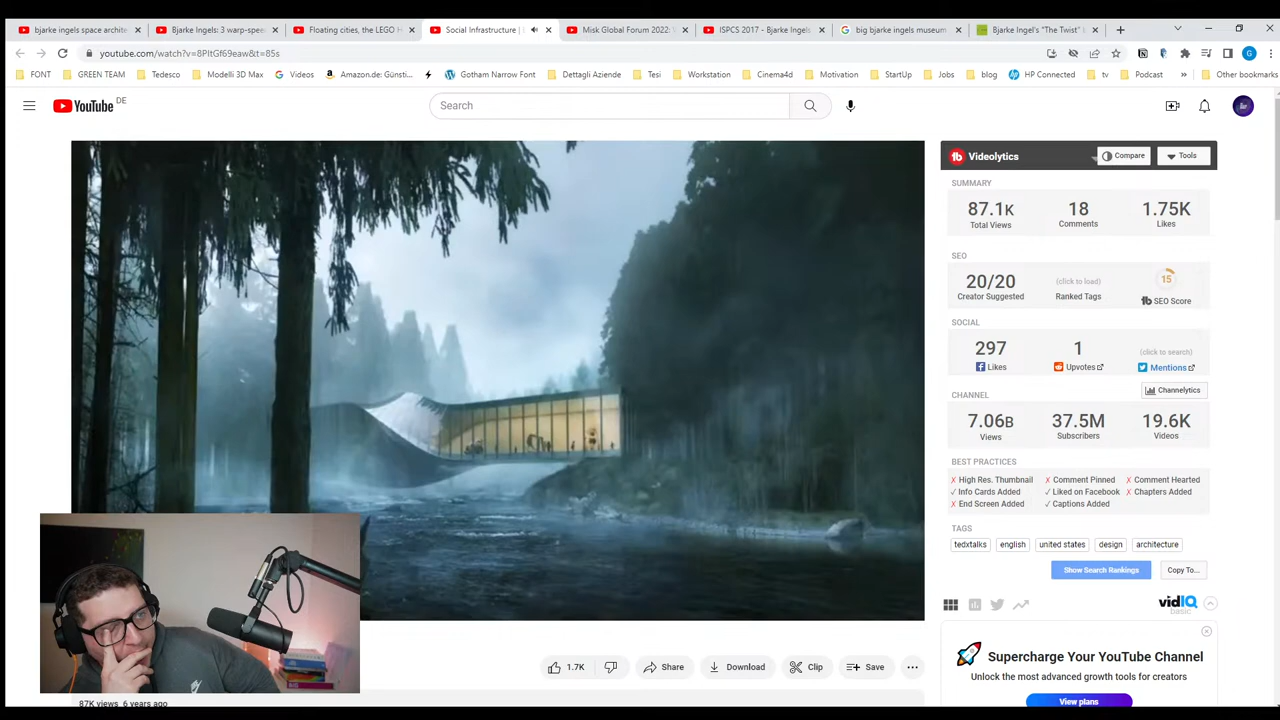 bjarke ingels space archite
Bjarke Ingels: 3 warp-speed
Floating cities, the LEGO H
Social Infrastructure |
Misk Global Forum 2022:
ISPCS 2017 - Bjarke Ingels
big bjarke ingels museum
Bjarke Ingel's "The Twist" i
youtube.com/watch?v=8PItGf69eaw&t=85s
G
FONT
GREEN TEAM
Tedesco
Modelli 3D Max
Videos
Amazon.de: Günsti...
Gotham Narrow Font
Dettagli Aziende
Tesi
Workstation
Cinema4d
Motivation
StartUp
Jobs
blog
HP Connected
tv
Podcast
»
Other bookmarks
YouTube DE
Search
tb Videolytics
Compare
Tools
SUMMARY
87.1K 18 1.75K
Total Views Comments Likes
SEO
20/20 (click to load) 15
Creator Suggested Ranked Tags tb SEO Score
SOCIAL
297 1 (click to search)
Likes Upvotes Mentions
Channelytics
CHANNEL
7.06B 37.5M 19.6K
Views Subscribers Videos
BEST PRACTICES
✗ High Res. Thumbnail ✗ Comment Pinned ✗ Comment Hearted
✓ Info Cards Added ✓ Liked on Facebook ✗ Chapters Added
✗ End Screen Added ✓ Captions Added
TAGS
tedxtalks english united states design architecture
Show Search Rankings Copy To...
vidIQ
basic
Supercharge Your YouTube Channel
Unlock the most advanced growth tools for creators
View plans
1.7K Share Download Clip Save ...
87K views 6 years ago